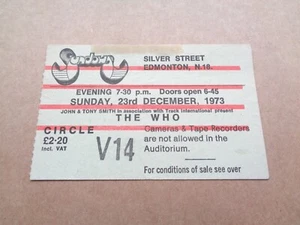 Sundown
SILVER STREET
EDMONTON, N.18.
EVENING 7-30 p.m. Doors open 6-45
SUNDAY, 23rd DECEMBER, 1973
JOHN & TONY SMITH in association with Track International present
THE WHO
CIRCLE
£2·20
Incl. VAT
V14
Cameras & Tape Recorders
are not allowed in the
Auditorium.
For conditions of sale see over